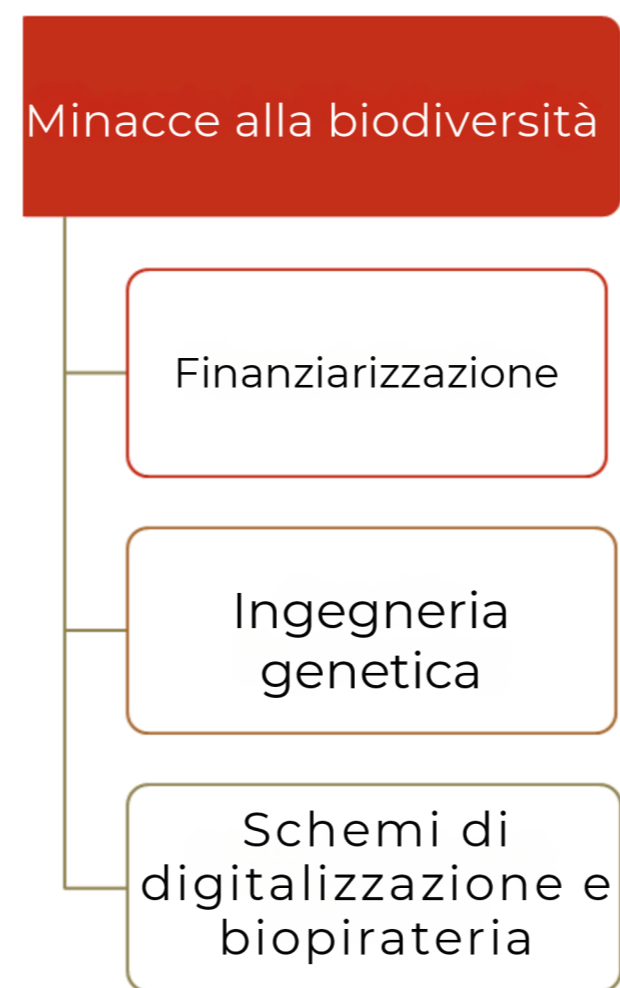 Minacce alla biodiversità
Finanziarizzazione
Ingegneria
genetica
Schemi di
digitalizzazione e
biopirateria